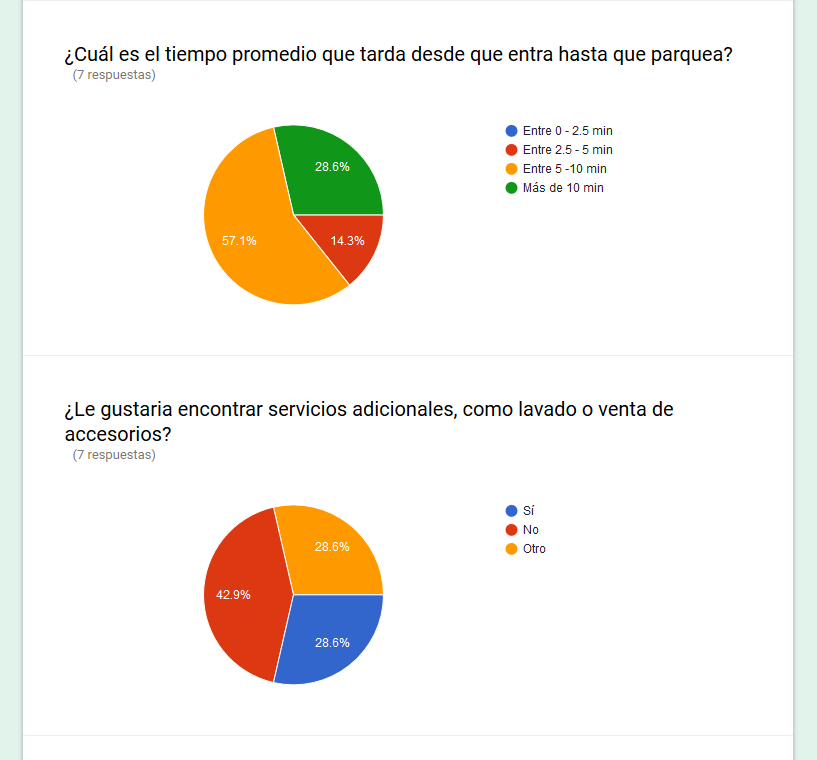 ¿Cuál es el tiempo promedio que tarda desde que entra hasta que parquea?
(7 respuestas)
Entre 0 - 2.5 min
Entre 2.5 - 5 min
Entre 5 -10 min
Más de 10 min
28.6%
57.1%
14.3%
¿Le gustaria encontrar servicios adicionales, como lavado o venta de
accesorios?
(7 respuestas)
Sí
No
Otro
28.6%
42.9%
28.6%